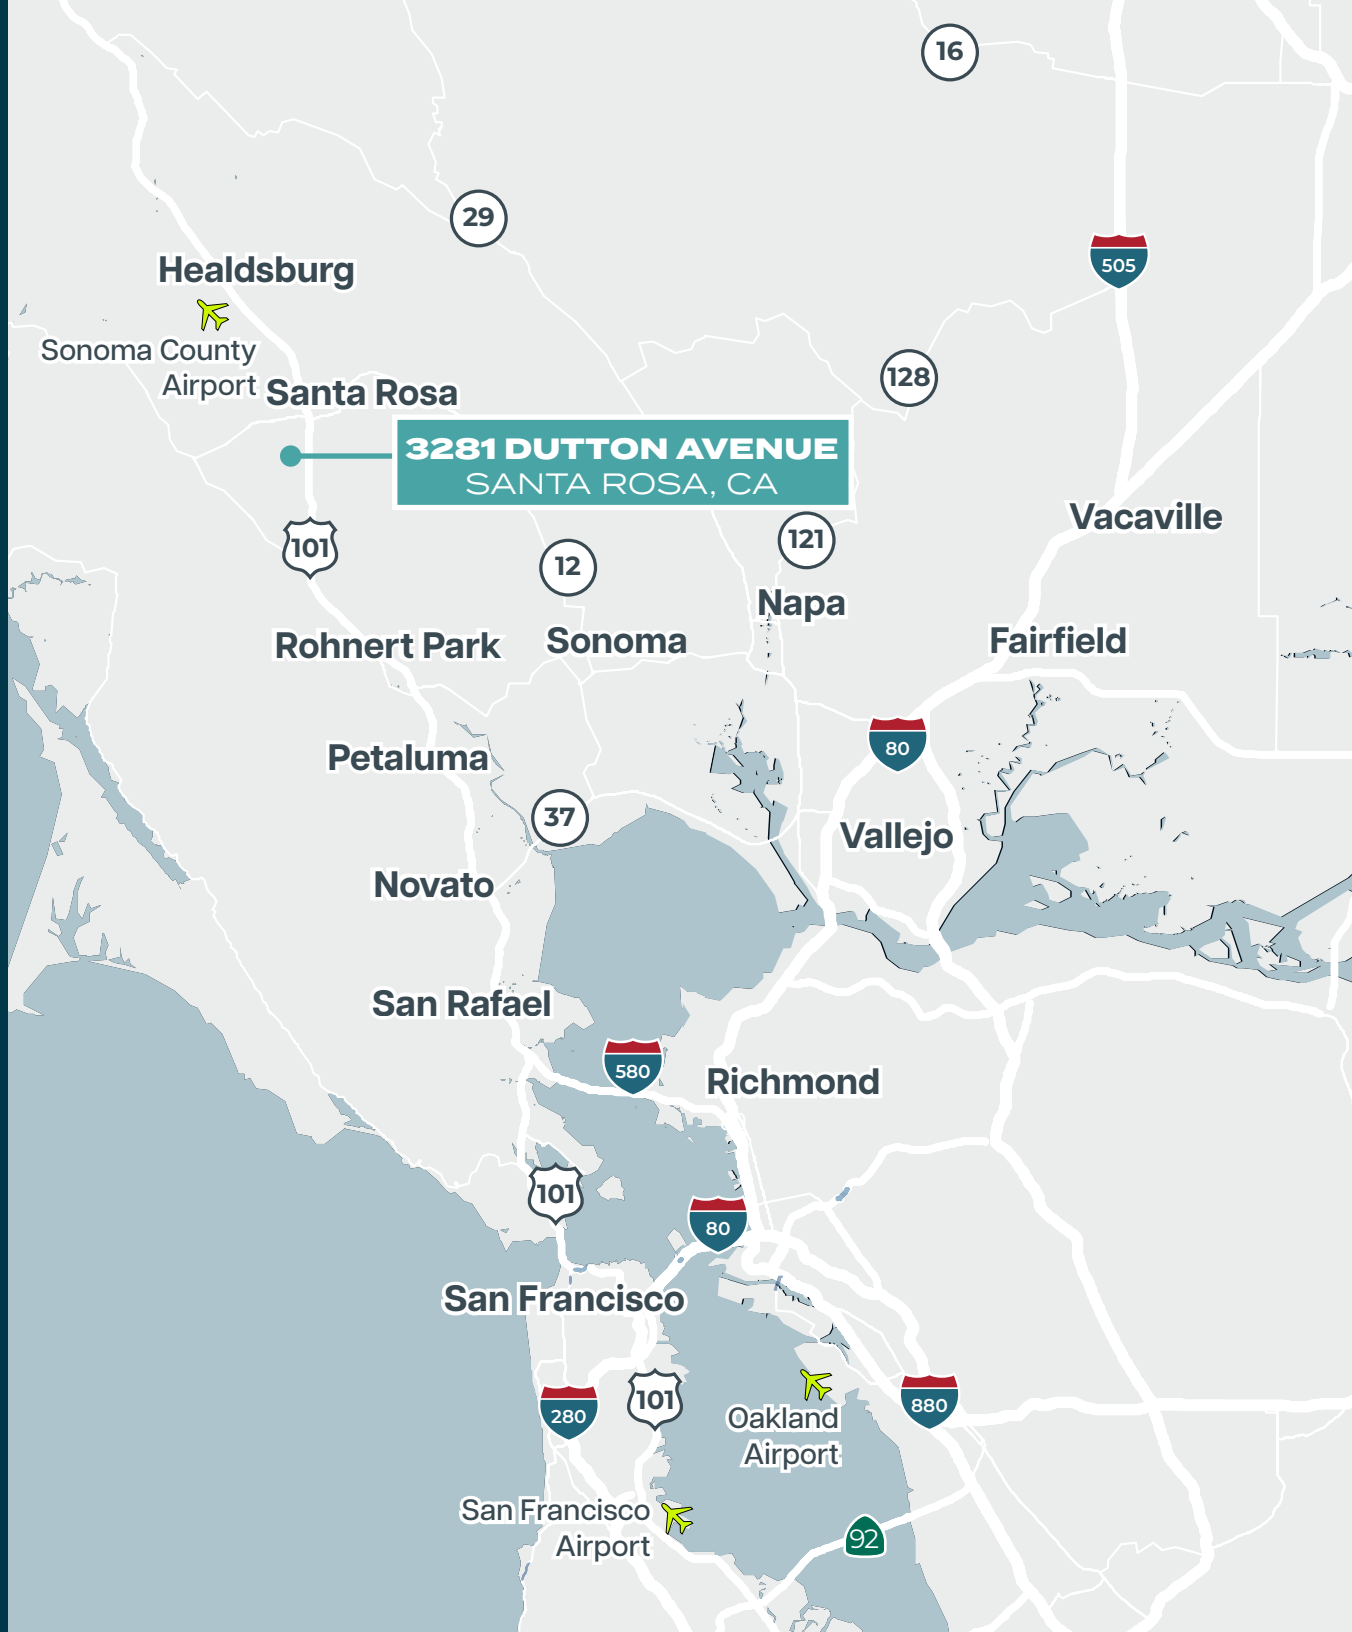 16
29
505
Healdsburg
Sonoma County
Airport
Santa Rosa
128
3281 DUTTON AVENUE
SANTA ROSA, CA
Vacaville
101
12
121
Napa
Rohnert Park
Sonoma
Fairfield
80
Petaluma
37
Vallejo
Novato
San Rafael
580
Richmond
101
80
San Francisco
280
101
Oakland
Airport
880
San Francisco
Airport
92